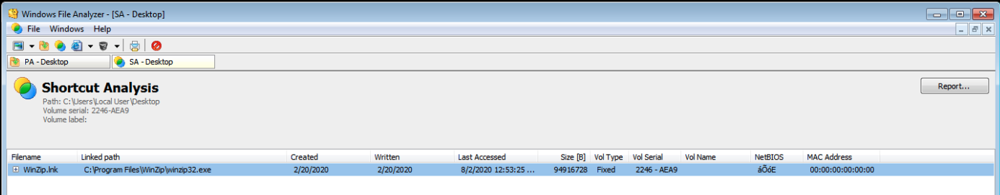 Windows File Analyzer - [SA - Desktop]
File Windows Help
PA - Desktop SA - Desktop
Shortcut Analysis
Report...
Path: C:\Users\Local User\Desktop
Volume serial: 2246-AEA9
Volume label:
Filename Linked path Created Written Last Accessed Size [B] Vol Type Vol Serial Vol Name NetBIOS MAC Address
WinZip.lnk C:\Program Files\WinZip\winzip32.exe 2/20/2020 2/20/2020 8/2/2020 12:53:25 ... 94916728 Fixed 2246 - AEA9 áÕóE 00:00:00:00:00:00